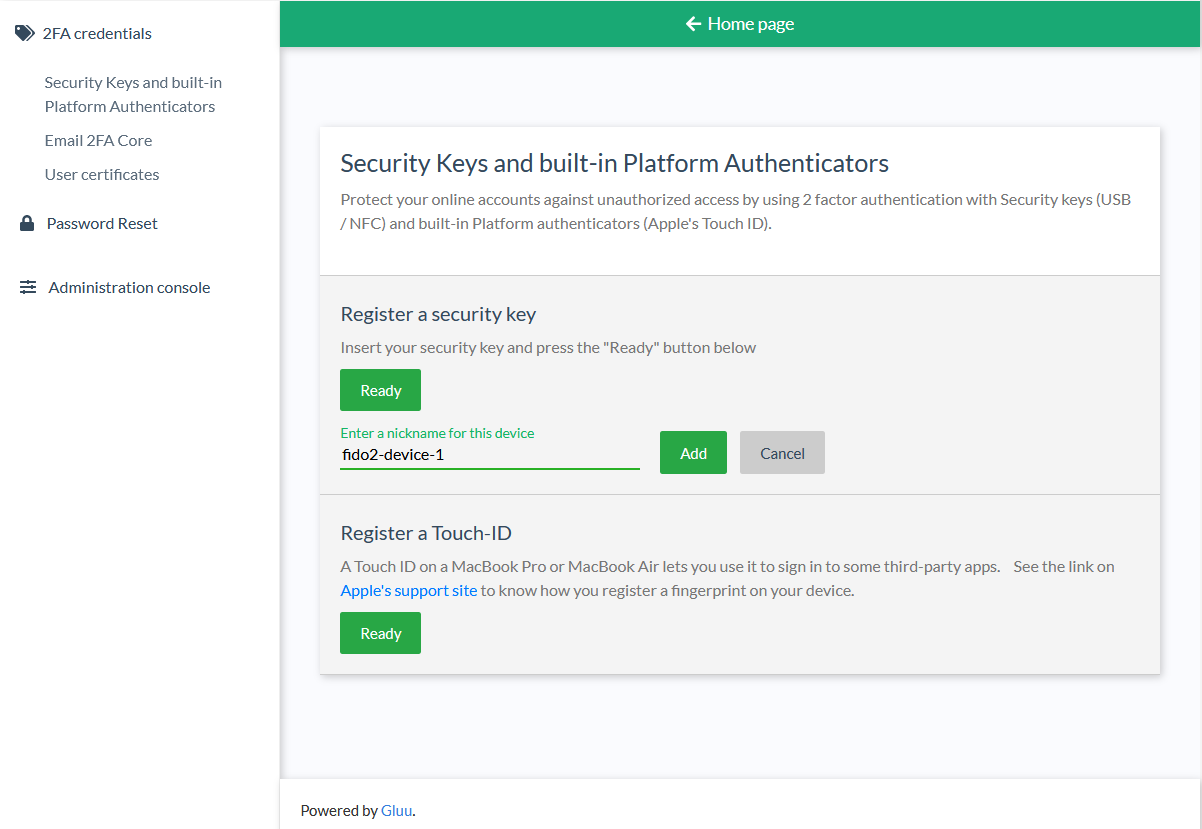 2FA credentials
Security Keys and built-in
Platform Authenticators
Email 2FA Core
User certificates
Password Reset
Administration console
Home page
Security Keys and built-in Platform Authenticators
Protect your online accounts against unauthorized access by using 2 factor authentication with Security keys (USB
/ NFC) and built-in Platform authenticators (Apple's Touch ID).
Register a security key
Insert your security key and press the "Ready" button below
Ready
Enter a nickname for this device
fido2-device-1
Add
Cancel
Register a Touch-ID
A Touch ID on a MacBook Pro or MacBook Air lets you use it to sign in to some third-party apps. See the link on
Apple's support site to know how you register a fingerprint on your device.
Ready
Powered by Gluu.